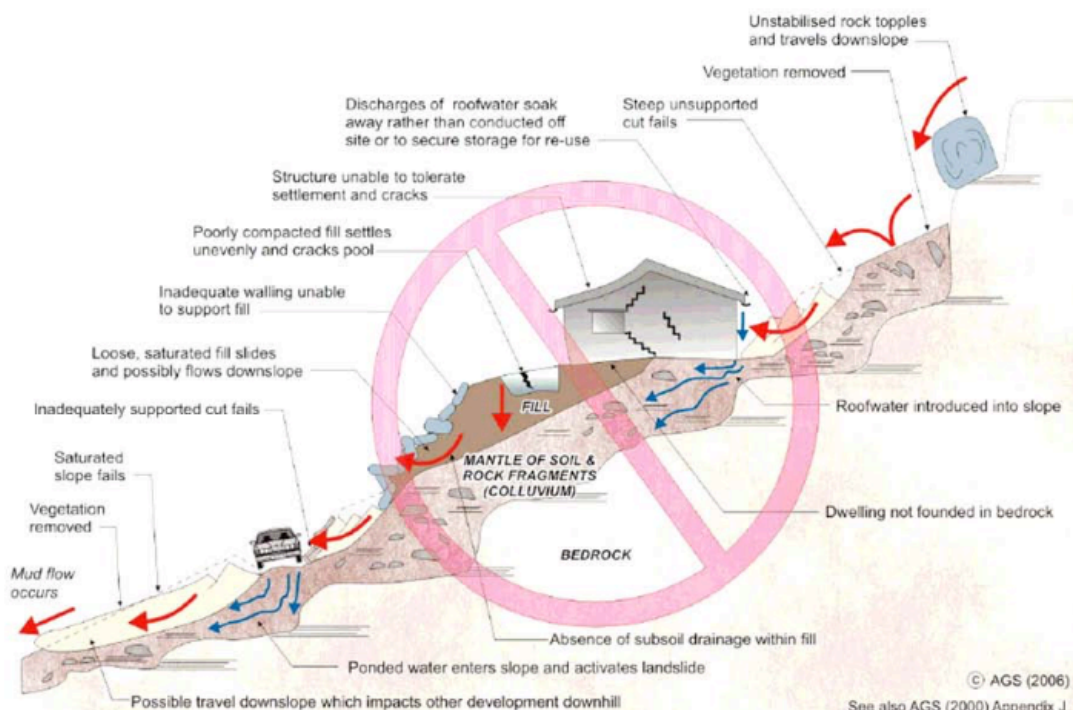 Unstabilised rock topples
and travels downslope
Vegetation removed
Discharges of roofwater soak
away rather than conducted off
site or to secure storage for re-use
Steep unsupported
cut fails
Structure unable to tolerate
settlement and cracks
Poorly compacted fill settles
unevenly and cracks pool
Inadequate walling unable
to support fill
Loose, saturated fill slides
and possibly flows downslope
Inadequately supported cut fails
Saturated
slope fails
Vegetation
removed
Mud flow
occurs
FILL
MANTLE OF SOIL &
ROCK FRAGMENTS
(COLLUVIUM)
BEDROCK
Roofwater introduced into slope
Dwelling not founded in bedrock
Absence of subsoil drainage within fill
Ponded water enters slope and activates landslide
Possible travel downslope which impacts other development downhill
© AGS (2006)
See also AGS (2000) Appendix J